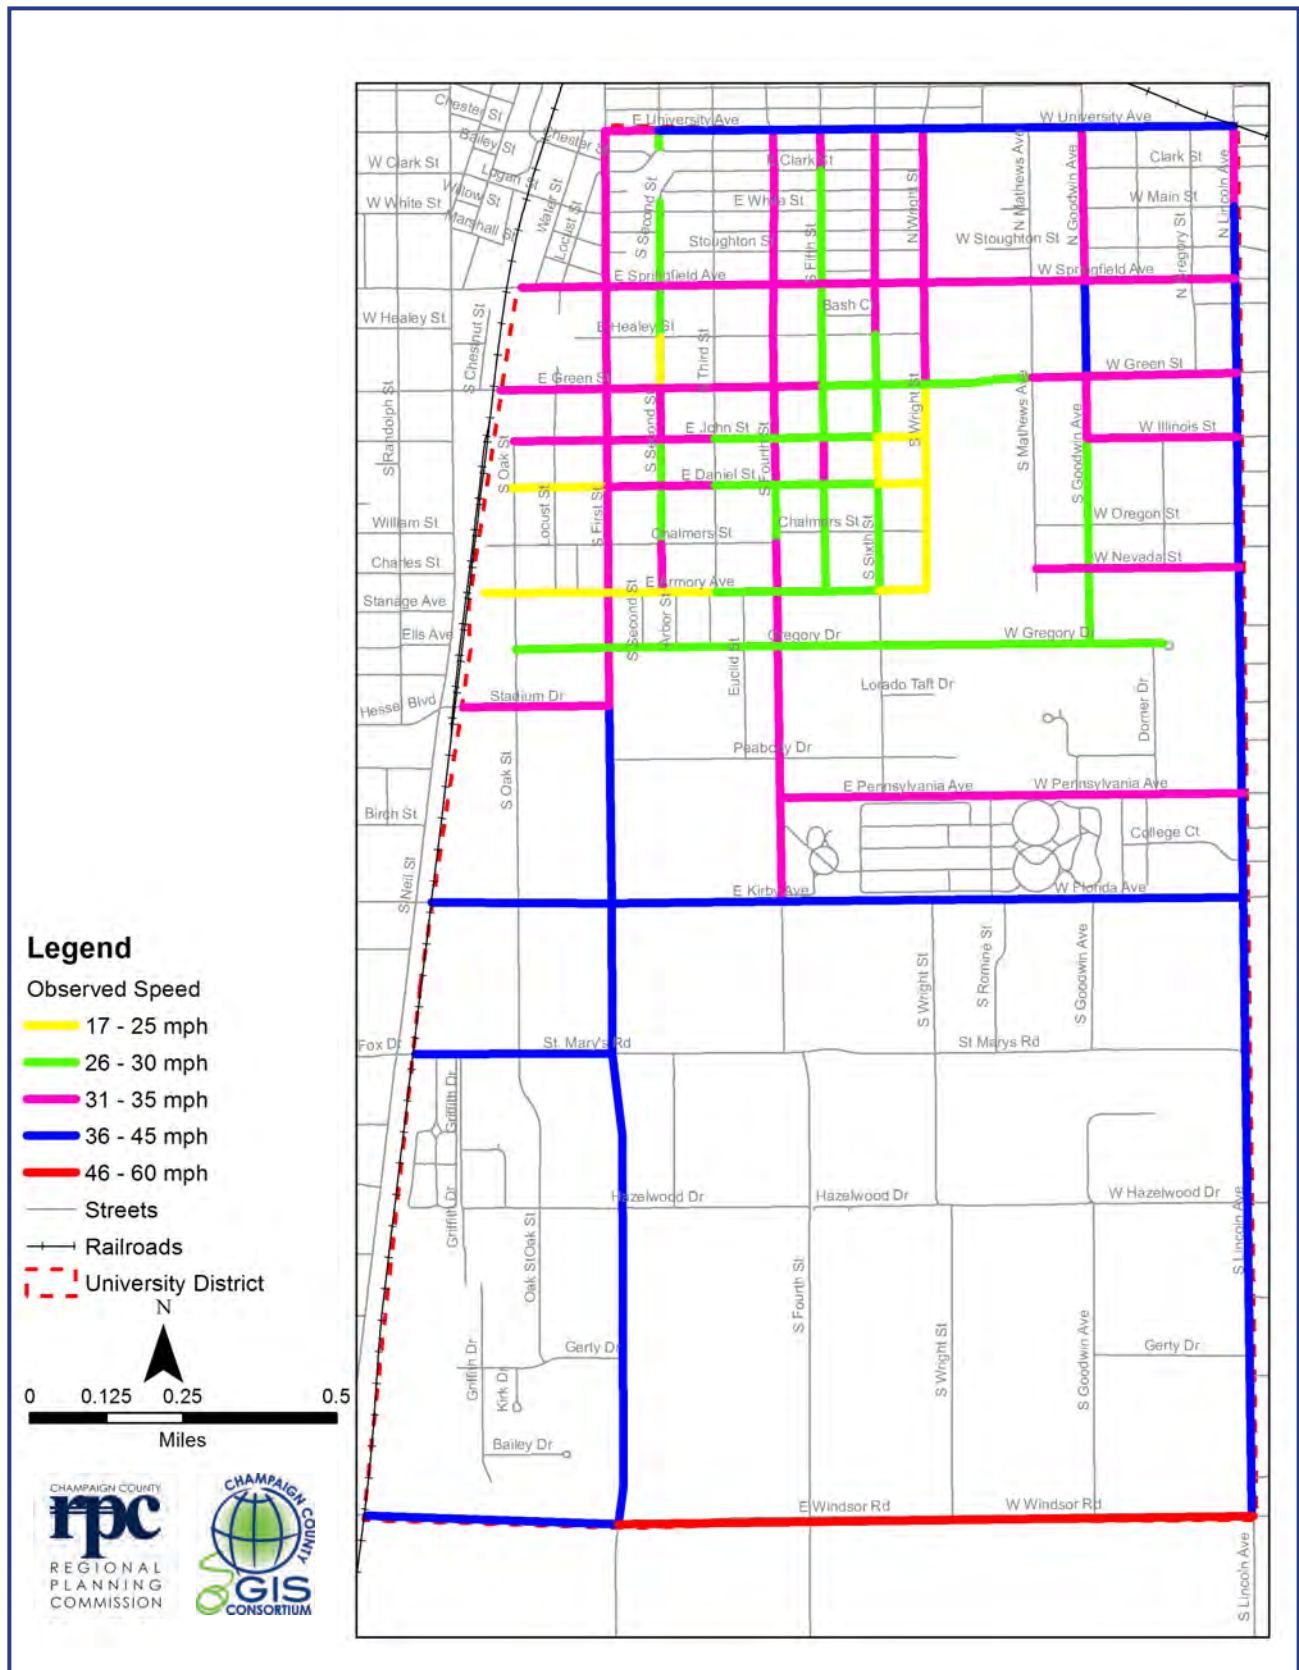 Chester St
E University Ave
W University Ave
Bailey St
Chester St
W Clark St
E Clark St
Clark St
Logan St
N Mathews Ave
N Goodwin Ave
N Lincoln Ave
Willow St
Water St
W White St
E White St
W Main St
Marshall St
Locust St
S Second St
N Wright St
Stoughton St
W Stoughton St
S Fifth St
N Gregory St
E Springfield Ave
W Springfield Ave
Bash C
W Healey St
E Healey St
S Chestnut St
Third St
E Green St
W Green St
S Randolph St
S Wright St
S Mathews Ave
E John St
W Illinois St
S Second St
S Fourth St
S Oak St
E Daniel St
S Goodwin Ave
Locust St
S First St
William St
Chalmers St
Chalmers St
W Oregon St
S Sixth St
Charles St
W Nevada St
E Armory Ave
Stanage Ave
S Second St
Arbor St
Ells Ave
Gregory Dr
W Gregory D
Euclid St
Lorado Taft Dr
Hessel Blvd
Stadium Dr
Dorner Dr
Peabody Dr
S Oak St
E Pennsylvania Ave
W Pennsylvania Ave
Birch St
College Ct
S Neil St
E Kirby Ave
W Florida Ave
Legend
Observed Speed
17 - 25 mph
26 - 30 mph
31 - 35 mph
36 - 45 mph
46 - 60 mph
Streets
Railroads
University District
N
0 0.125 0.25 0.5
Miles
S Wright St
S Romine St
S Goodwin Ave
Fox Dr
St. Mary's Rd
St Marys Rd
Griffith Dr
Hazelwood Dr
Hazelwood Dr
W Hazelwood Dr
Griffith Dr
Oak St
Oak St
S Lincoln Ave
S Fourth St
Griffith Dr
Gerty Dr
Gerty Dr
Kirk Dr
S Wright St
S Goodwin Ave
Bailey Dr
E Windsor Rd
W Windsor Rd
S Lincoln Ave
CHAMPAIGN COUNTY
rpc
REGIONAL
PLANNING
COMMISSION
CHAMPAIGN COUNTY
GIS
CONSORTIUM